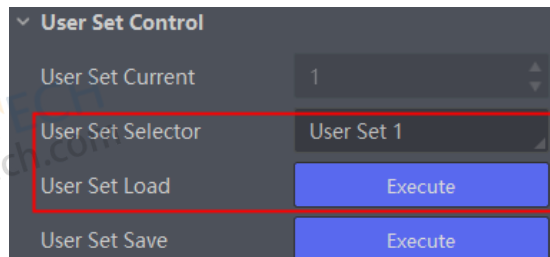 User Set Control
User Set Current 1
User Set Selector User Set 1
User Set Load Execute
User Set Save Execute